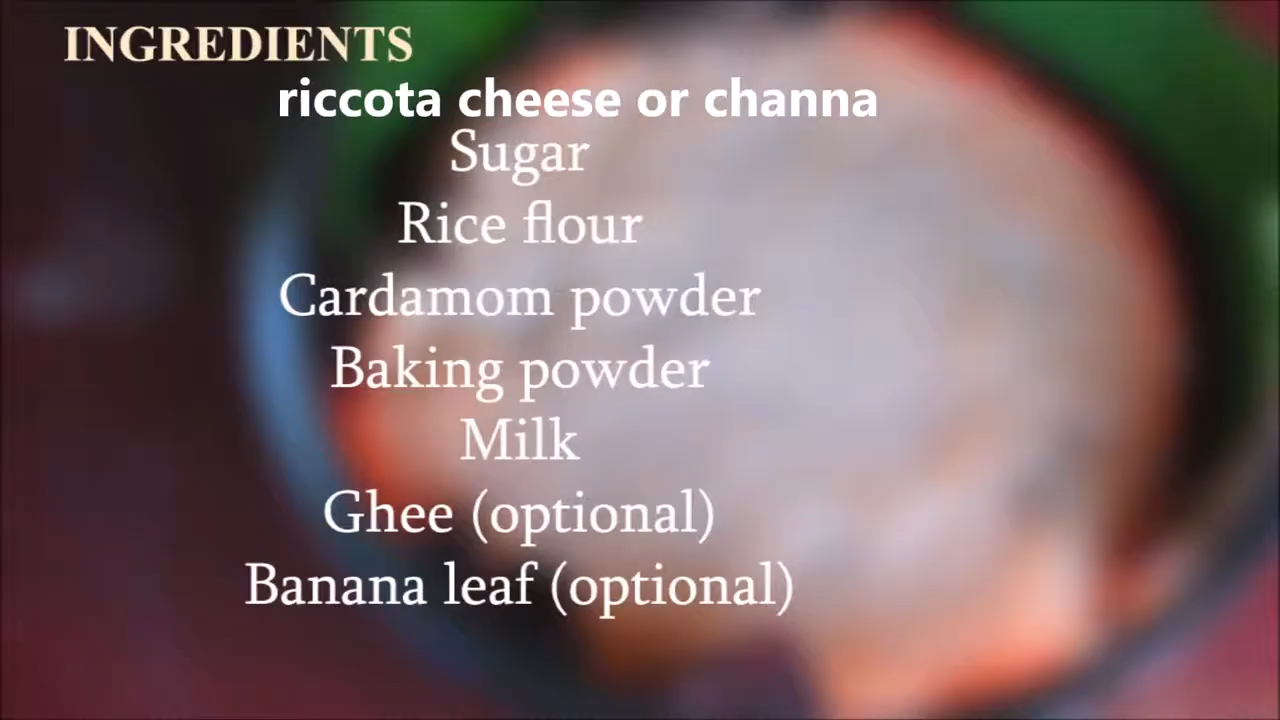 INGREDIENTS
riccota cheese or channa
Sugar
Rice flour
Cardamom powder
Baking powder
Milk
Ghee (optional)
Banana leaf (optional)